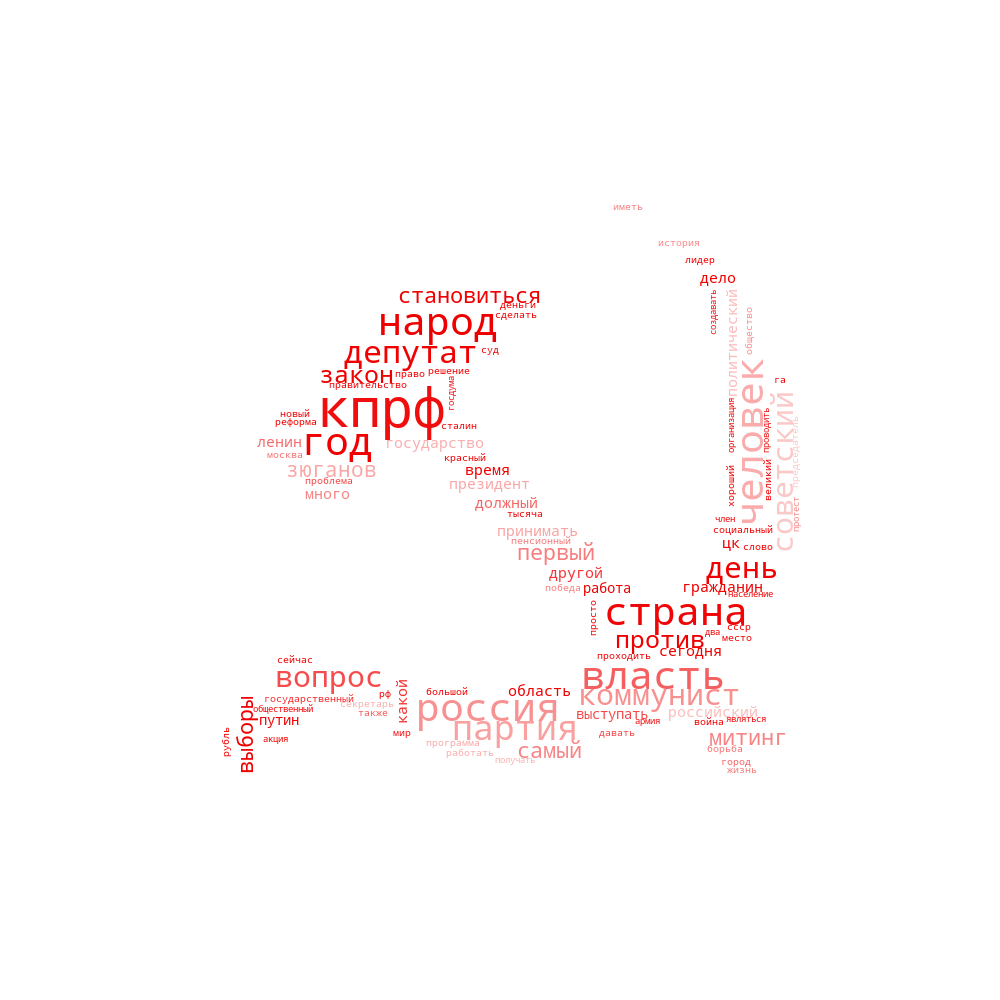 иметь
история
лидер
дело
становиться
создавать
политический
деньги
сделать
общество
народ
депутат
суд
человек
закон
право
решение
правительство
госдума
га
кпрф
советский
новый
реформа
сталин
организация
проводить
председатель
год
ленин
государство
москва
красный
зюганов
время
хороший
великий
проблема
президент
много
должный
протест
тысяча
член
принимать
социальный
пенсионный
первый
цк
слово
другой
день
победа
работа
гражданин
население
страна
просто
ссср
два
место
против
сегодня
проходить
сейчас
вопрос
власть
государственный
рф
большой
область
коммунист
секретарь
общественный
также
какой
россия
выступать
российский
путин
армия
война
являться
выборы
рубль
акция
мир
партия
давать
митинг
программа
работать
самый
борьба
получать
город
жизнь